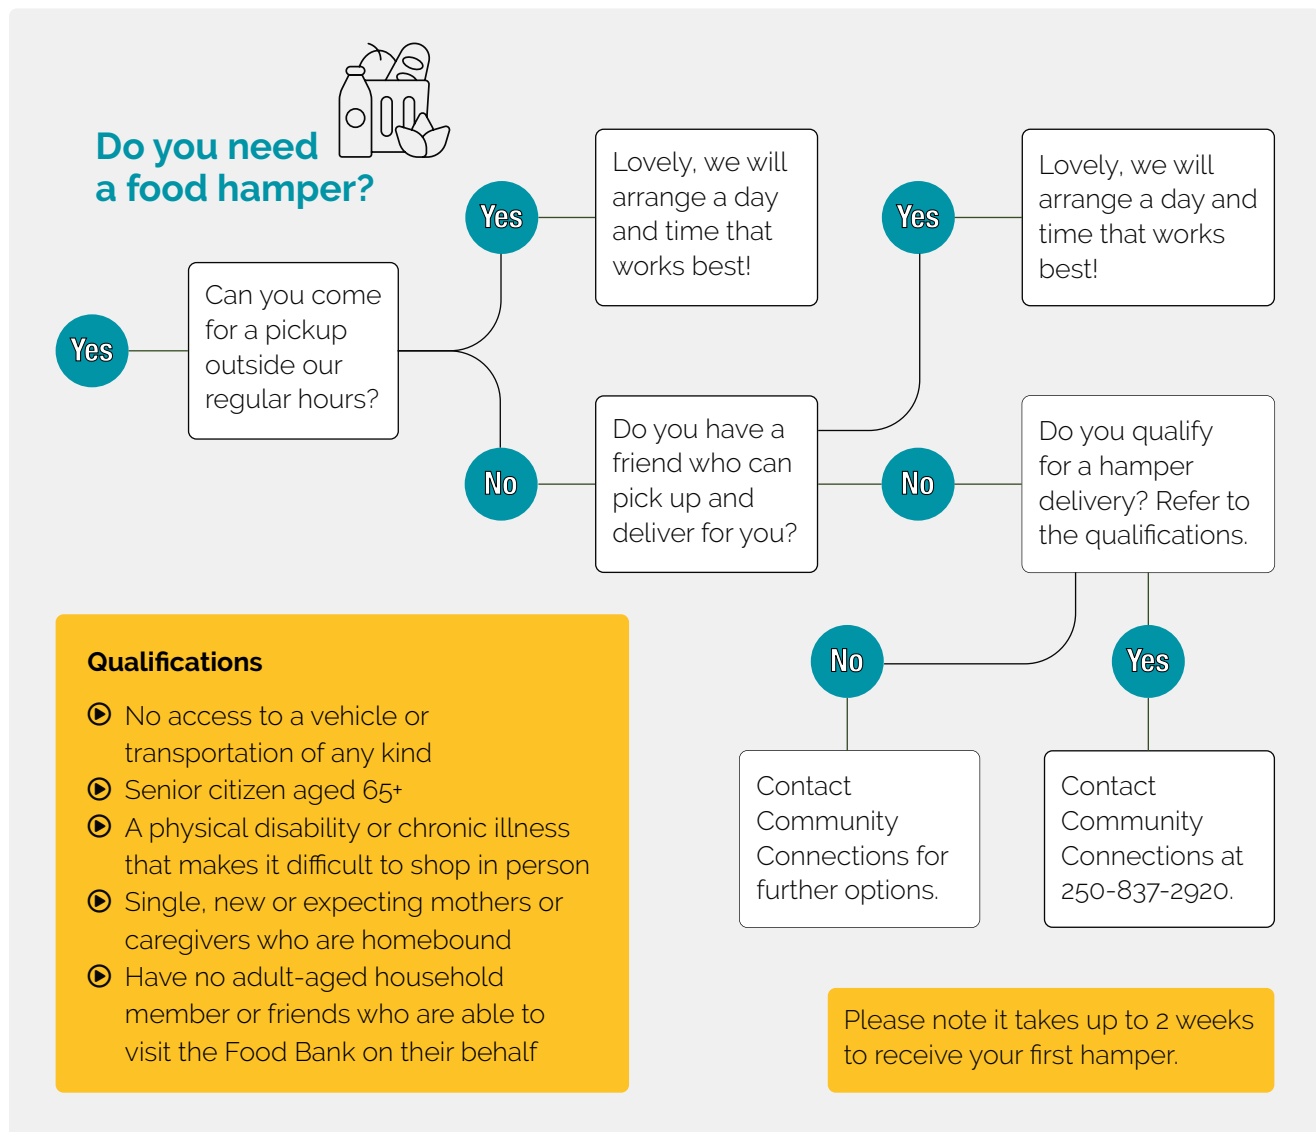 Do you need
a food hamper?
Yes
Can you come
for a pickup
outside our
regular hours?
Yes
Lovely, we will
arrange a day
and time that
works best!
No
Do you have a
friend who can
pick up and
deliver for you?
Yes
Lovely, we will
arrange a day and
time that works
best!
No
Do you qualify
for a hamper
delivery? Refer to
the qualifications.
No
Contact
Community
Connections for
further options.
Yes
Contact
Community
Connections at
250-837-2920.
Qualifications
No access to a vehicle or
transportation of any kind
Senior citizen aged 65+
A physical disability or chronic illness
that makes it difficult to shop in person
Single, new or expecting mothers or
caregivers who are homebound
Have no adult-aged household
member or friends who are able to
visit the Food Bank on their behalf
Please note it takes up to 2 weeks
to receive your first hamper.